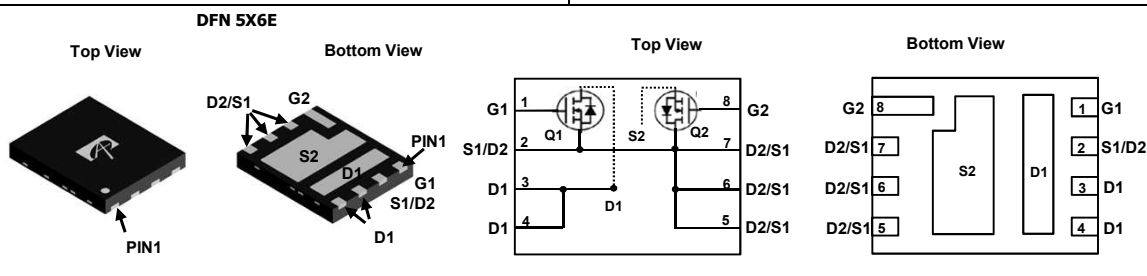 DFN 5X6E
Top View
Bottom View
D2/S1
G2
S2
D1
PIN1
G1
S1/D2
D1
PIN1
Top View
G1 1
Q1
S2
Q2
8 G2
S1/D2 2
7 D2/S1
D1 3
D1
6 D2/S1
D1 4
5 D2/S1
Bottom View
G2 8
1 G1
D2/S1 7
2 S1/D2
S2
D1
D2/S1 6
3 D1
D2/S1 5
4 D1